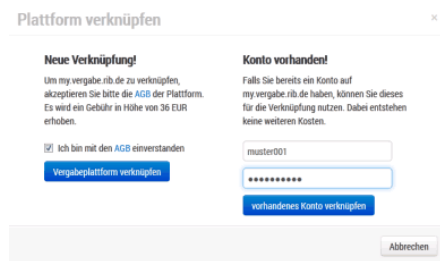 Plattform verknüpfen
×
Neue Verknüpfung!
Um my.vergabe.rib.de zu verknüpfen,
akzeptieren Sie bitte die AGB der Plattform.
Es wird ein Gebühr in Höhe von 36 EUR
erhoben.
Ich bin mit den AGB einverstanden
Vergabeplattform verknüpfen
Konto vorhanden!
Falls Sie bereits ein Konto auf
my.vergabe.rib.de haben, können Sie dieses
für die Verknüpfung nutzen. Dabei entstehen
keine weiteren Kosten.
muster001
●●●●●●●●●●
vorhandenes Konto verknüpfen
Abbrechen